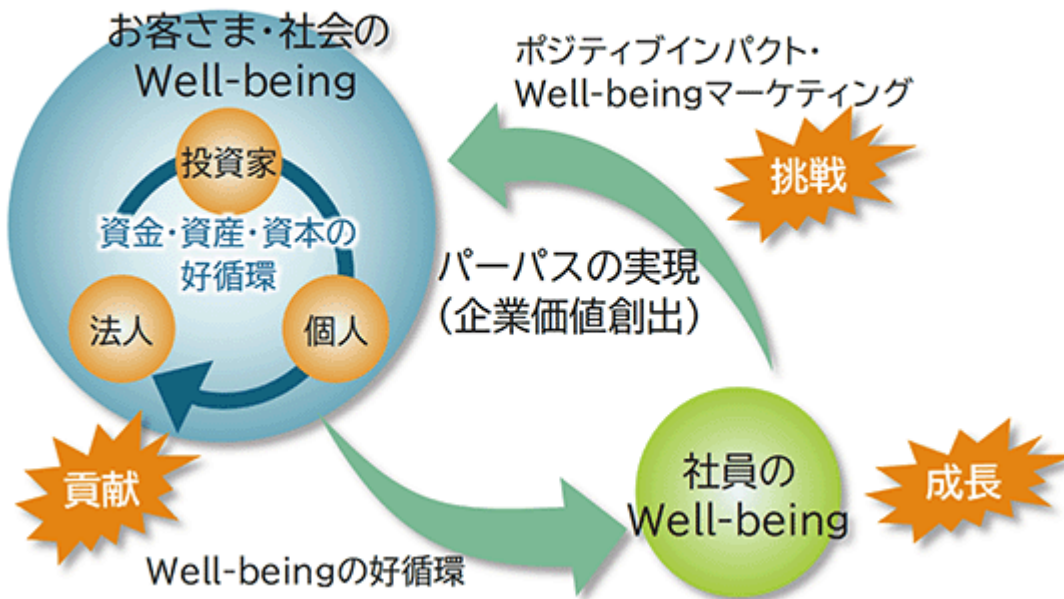 お客さま・社会の
Well-being
投資家
資金・資産・資本の
好循環
法人
個人
貢献
ポジティブインパクト・
Well-beingマーケティング
挑戦
パーパスの実現
（企業価値創出）
社員の
Well-being
成長
Well-beingの好循環